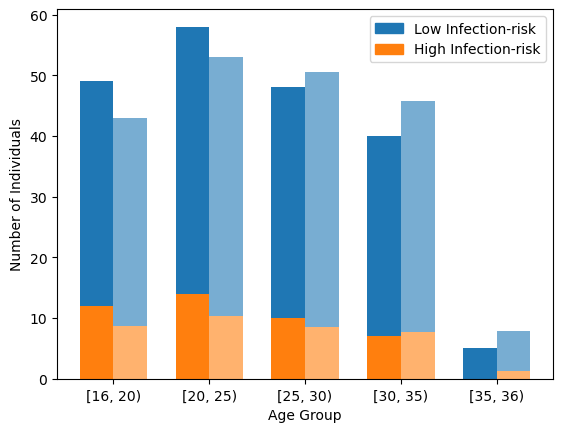 60
50
40
30
20
10
0
Number of Individuals
Low Infection-risk
High Infection-risk
[16, 20) [20, 25) [25, 30) [30, 35) [35, 36)
Age Group